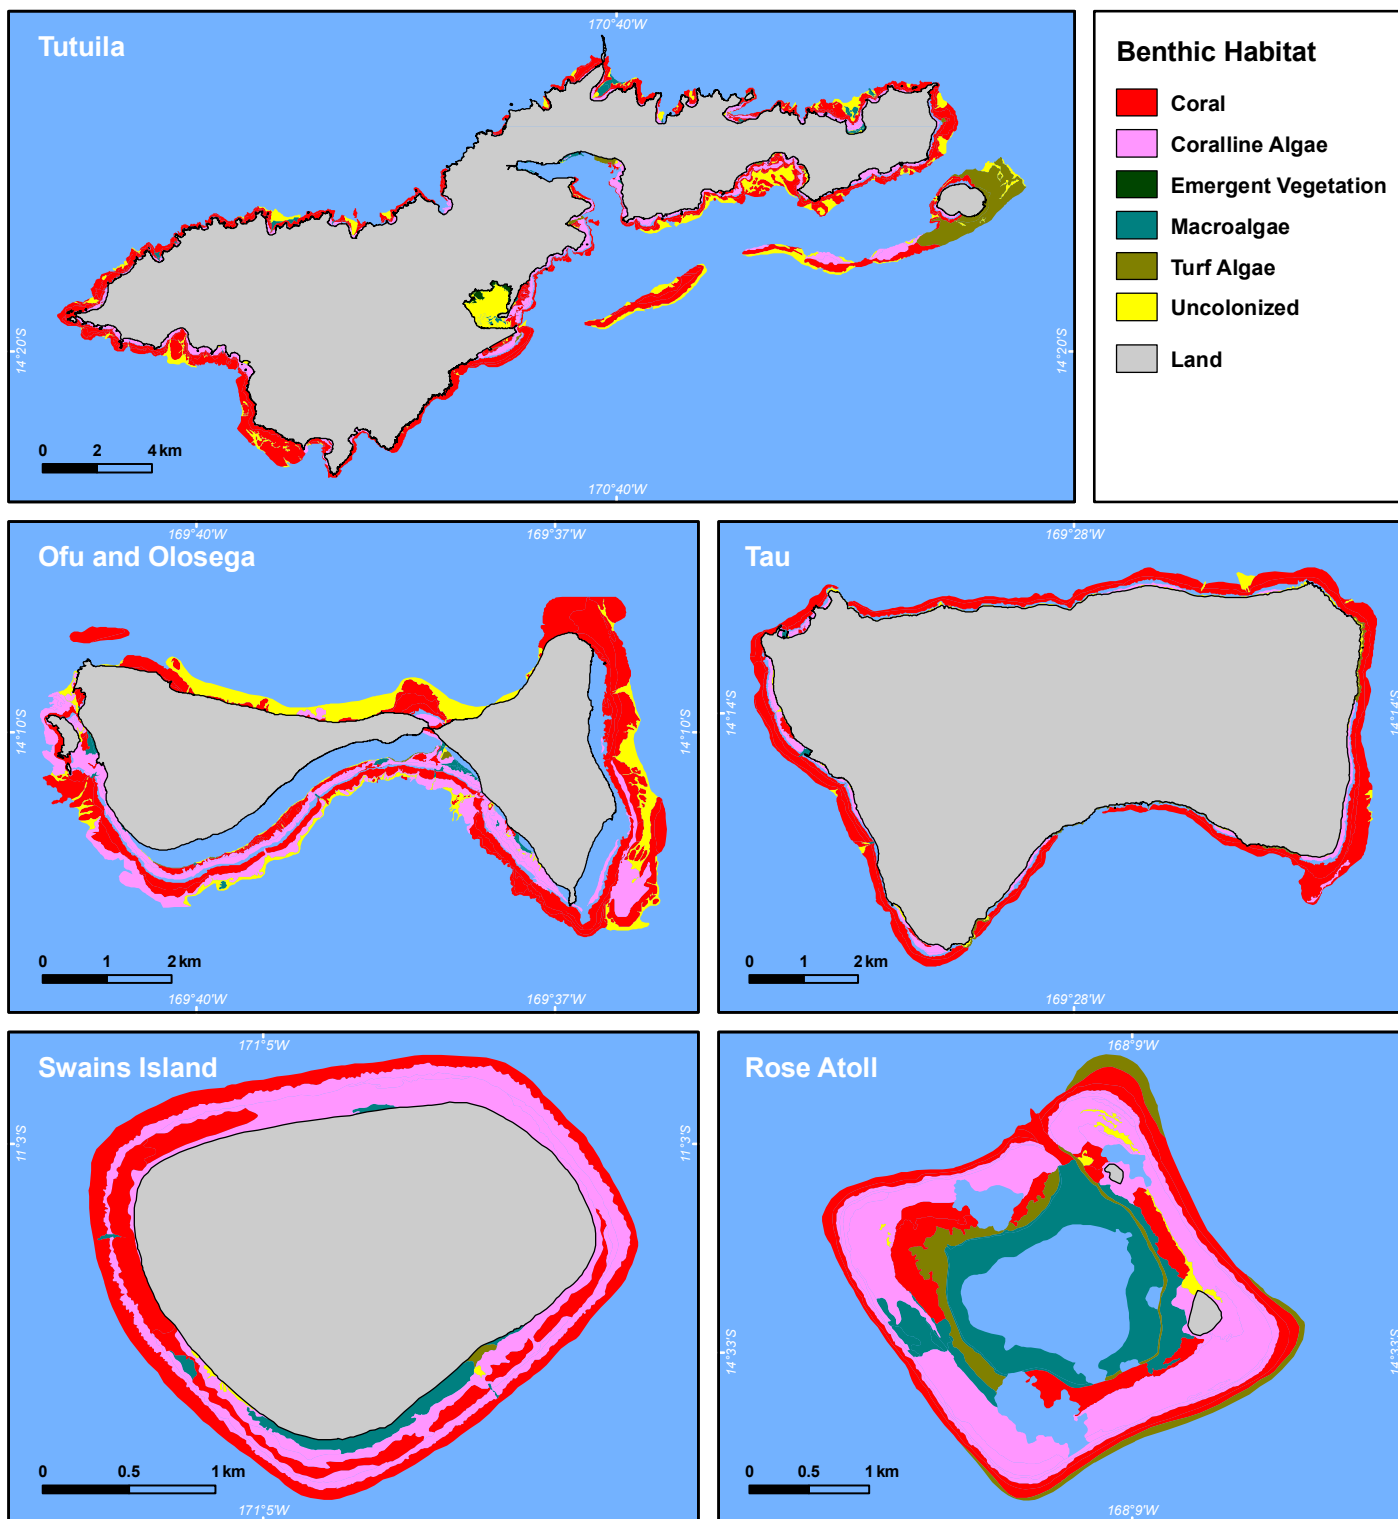 Tutuila
170°40'W
14°20'S
14°20'S
0 2 4 km
170°40'W
Benthic Habitat
Coral
Coralline Algae
Emergent Vegetation
Macroalgae
Turf Algae
Uncolonized
Land
Ofu and Olosega
169°40'W 169°37'W
14°10'S
14°10'S
0 1 2 km
169°40'W 169°37'W
Tau
169°28'W
14°14'S
14°14'S
0 1 2 km
169°28'W
Swains Island
171°5'W
11°3'S
11°3'S
0 0.5 1 km
171°5'W
Rose Atoll
168°9'W
14°33'S
14°33'S
0 0.5 1 km
168°9'W